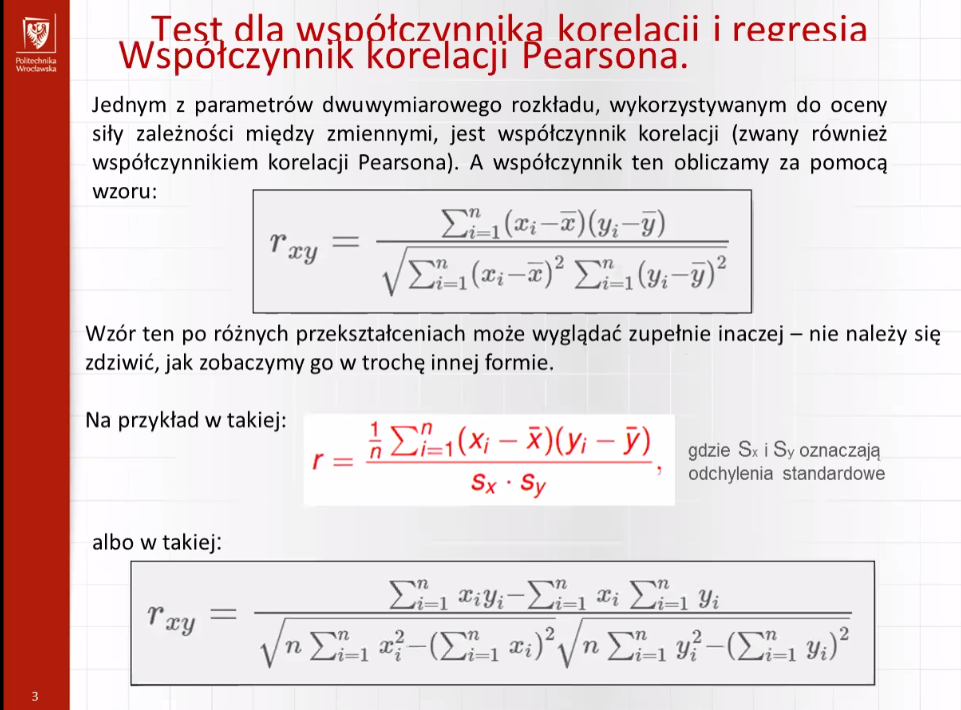 Politechnika
Wrocławska
Test dla współczynnika korelacji i regresja
Współczynnik korelacji Pearsona.
Jednym z parametrów dwuwymiarowego rozkładu, wykorzystywanym do oceny
siły zależności między zmiennymi, jest współczynnik korelacji (zwany również
współczynnikiem korelacji Pearsona). A współczynnik ten obliczamy za pomocą
wzoru:
r_{xy} = \frac{\sum_{i=1}^{n}(x_i-\overline{x})(y_i-\overline{y})}{\sqrt{\sum_{i=1}^{n}(x_i-\overline{x})^2 \sum_{i=1}^{n}(y_i-\overline{y})^2}}
Wzór ten po różnych przekształceniach może wyglądać zupełnie inaczej – nie należy się
zdziwić, jak zobaczymy go w trochę innej formie.
Na przykład w takiej:
r = \frac{\frac{1}{n}\sum_{i=1}^{n}(x_i - \bar{x})(y_i - \bar{y})}{s_x \cdot s_y},
gdzie Sx i Sy oznaczają
odchylenia standardowe
albo w takiej:
r_{xy} = \frac{\sum_{i=1}^{n} x_i y_i - \sum_{i=1}^{n} x_i \sum_{i=1}^{n} y_i}{\sqrt{n \sum_{i=1}^{n} x_i^2 - (\sum_{i=1}^{n} x_i)^2} \sqrt{n \sum_{i=1}^{n} y_i^2 - (\sum_{i=1}^{n} y_i)^2}}
3